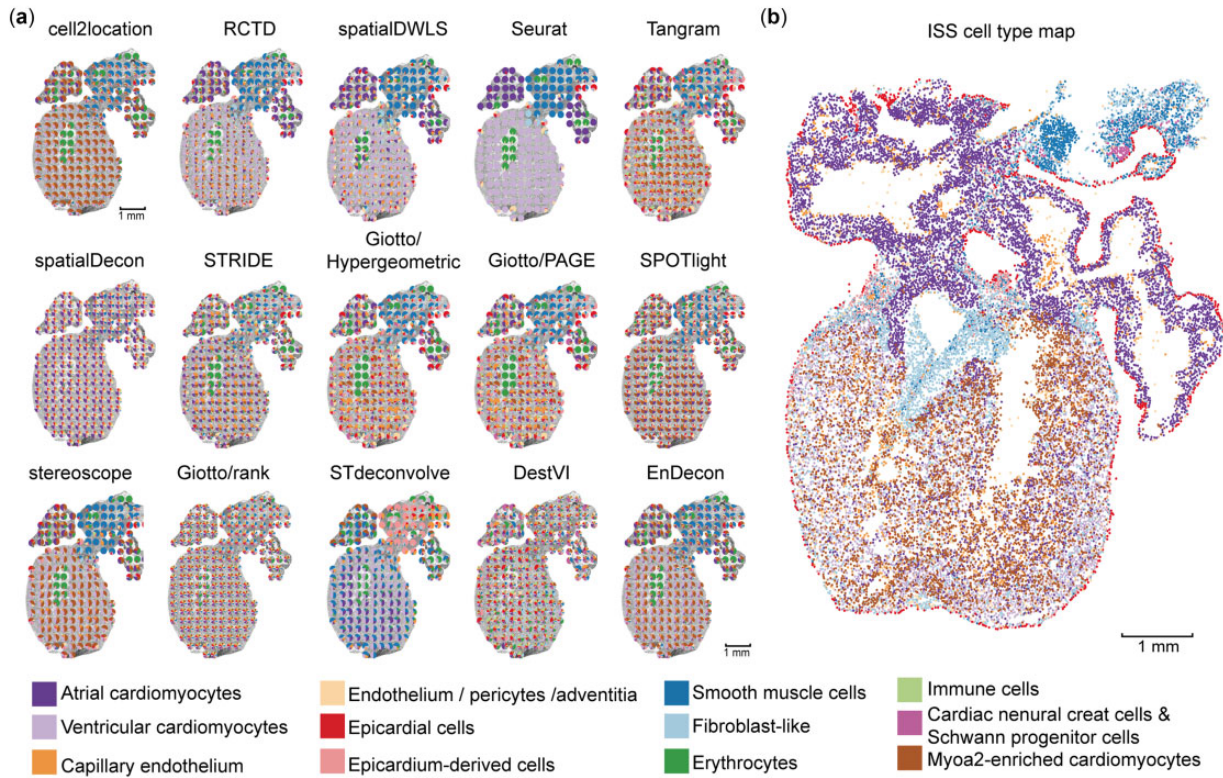 (a)
cell2location RCTD spatialDWLS Seurat Tangram
1 mm
spatialDecon STRIDE Giotto/
Hypergeometric Giotto/PAGE SPOTlight
stereoscope Giotto/rank STdeconvolve DestVI EnDecon
1 mm
(b)
ISS cell type map
1 mm
Atrial cardiomyocytes
Ventricular cardiomyocytes
Capillary endothelium
Endothelium / pericytes /adventitia
Epicardial cells
Epicardium-derived cells
Smooth muscle cells
Fibroblast-like
Erythrocytes
Immune cells
Cardiac nenural creat cells &
Schwann progenitor cells
Myoa2-enriched cardiomyocytes